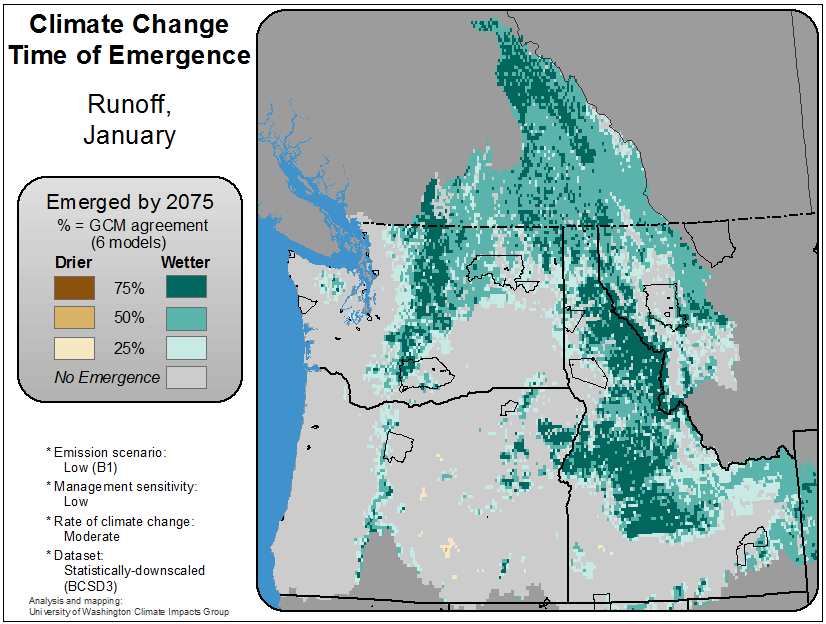 Climate Change
Time of Emergence
Runoff,
January
Emerged by 2075
% = GCM agreement
(6 models)
Drier Wetter
75%
50%
25%
No Emergence
* Emission scenario:
Low (B1)
* Management sensitivity:
Low
* Rate of climate change:
Moderate
* Dataset:
Statistically-downscaled
(BCSD3)
Analysis and mapping:
University of Washington Climate Impacts Group